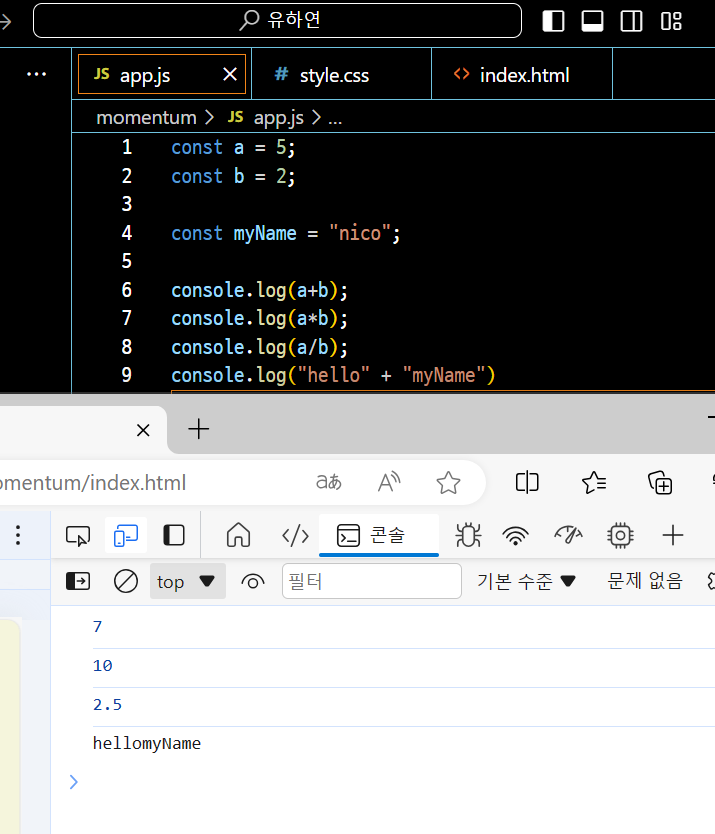 유하연
JS app.js
# style.css
<> index.html
momentum > JS app.js > ...
1 const a = 5;
2 const b = 2;
3
4 const myName = "nico";
5
6 console.log(a+b);
7 console.log(a*b);
8 console.log(a/b);
9 console.log("hello" + "myName")
omentum/index.html
aあ
콘솔
top
필터
기본 수준
문제 없음
7
10
2.5
hellomyName